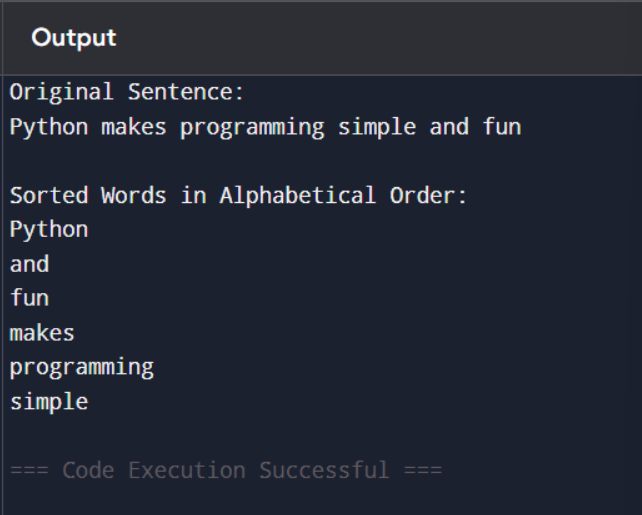 Output
Original Sentence:
Python makes programming simple and fun
Sorted Words in Alphabetical Order:
Python
and
fun
makes
programming
simple
=== Code Execution Successful ===